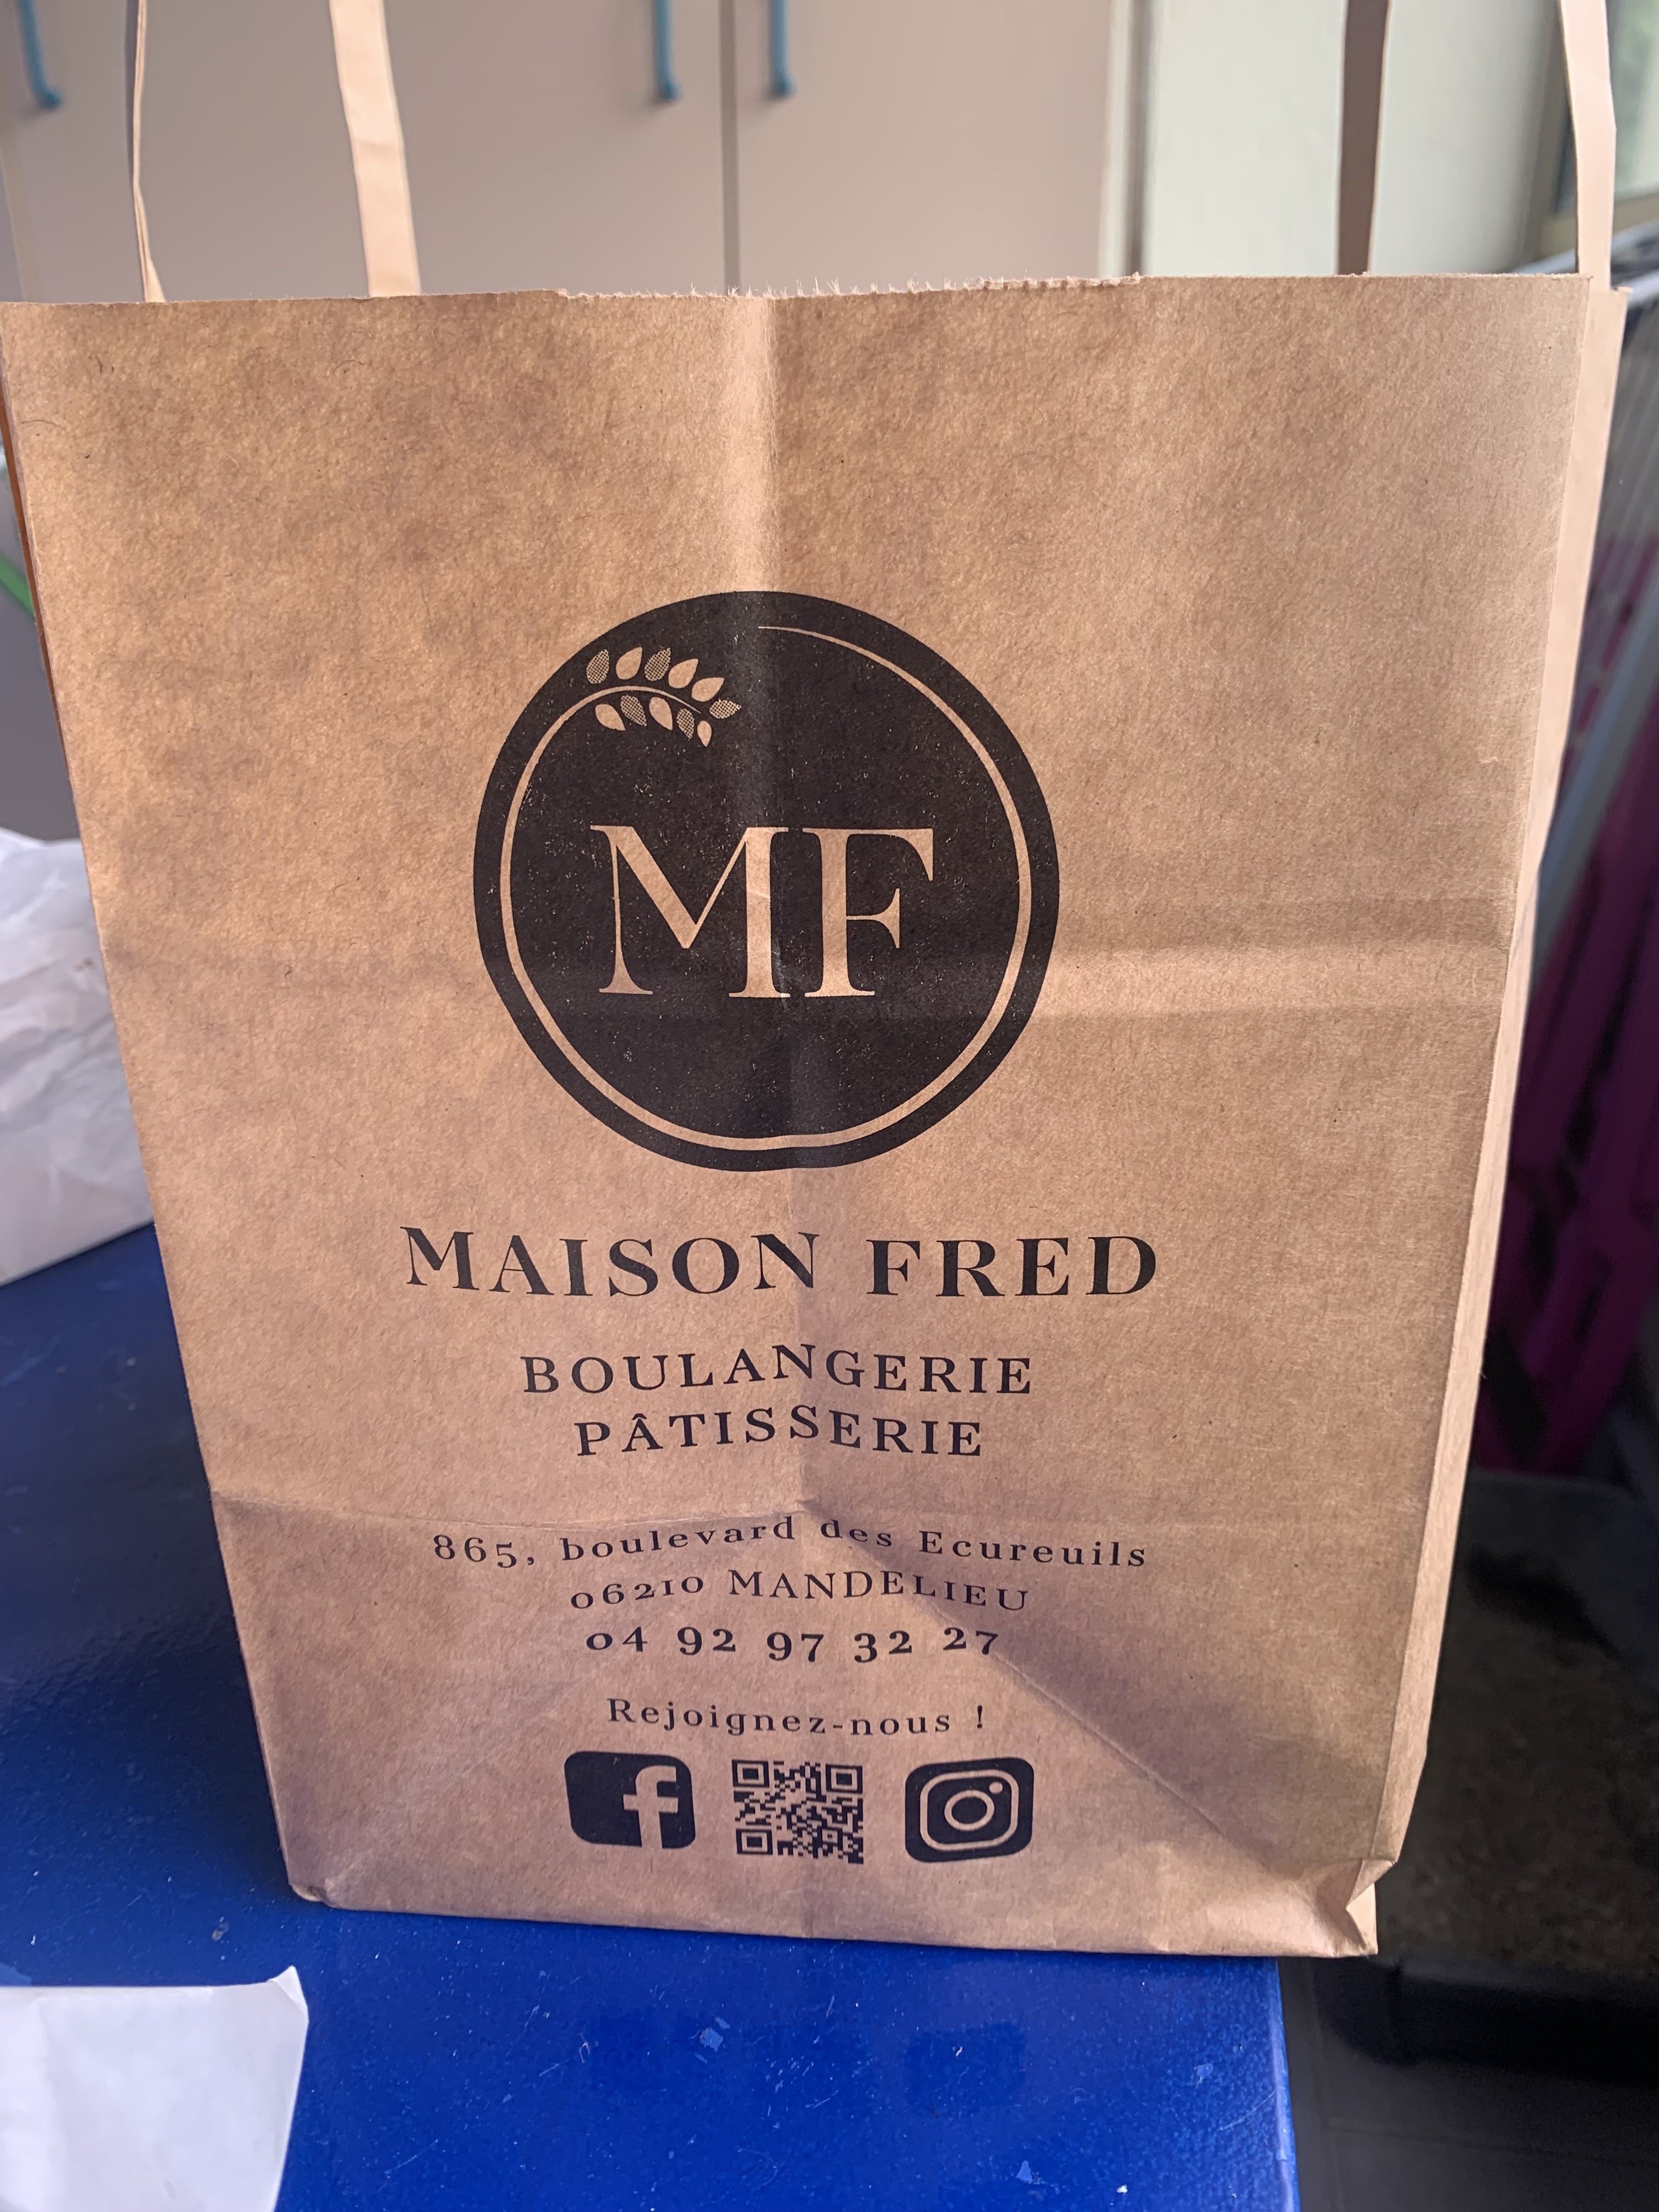 MF
MAISON FRED
BOULANGERIE
PÂTISSERIE
865, boulevard des Ecureuils
06210 MANDELIEU
04 92 97 32 27
Rejoignez-nous !